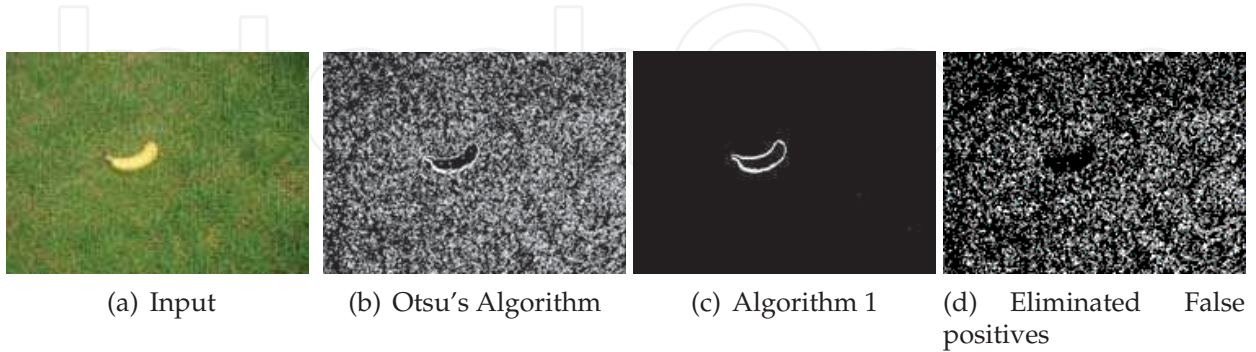 (a) Input
(b) Otsu's Algorithm
(c) Algorithm 1
(d) Eliminated False
positives